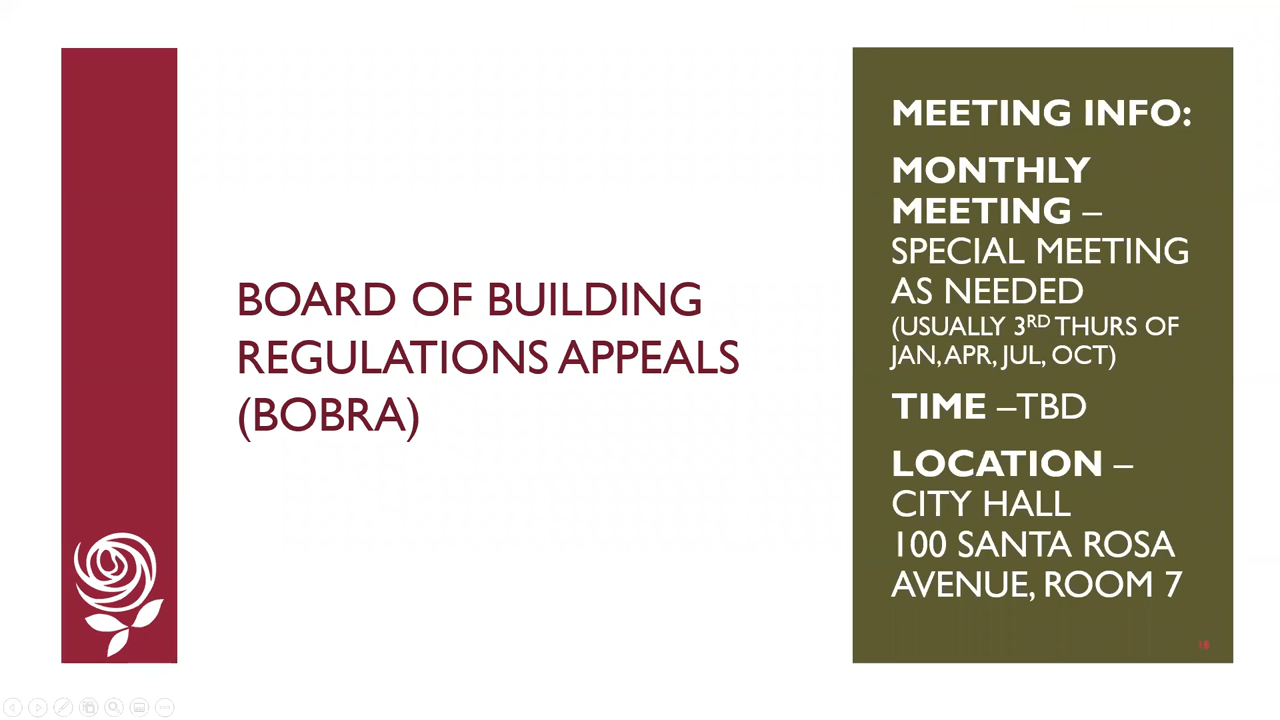 BOARD OF BUILDING
REGULATIONS APPEALS
(BOBRA)
MEETING INFO:
MONTHLY
MEETING –
SPECIAL MEETING
AS NEEDED
(USUALLY 3RD THURS OF
JAN, APR, JUL, OCT)
TIME –TBD
LOCATION –
CITY HALL
100 SANTA ROSA
AVENUE, ROOM 7